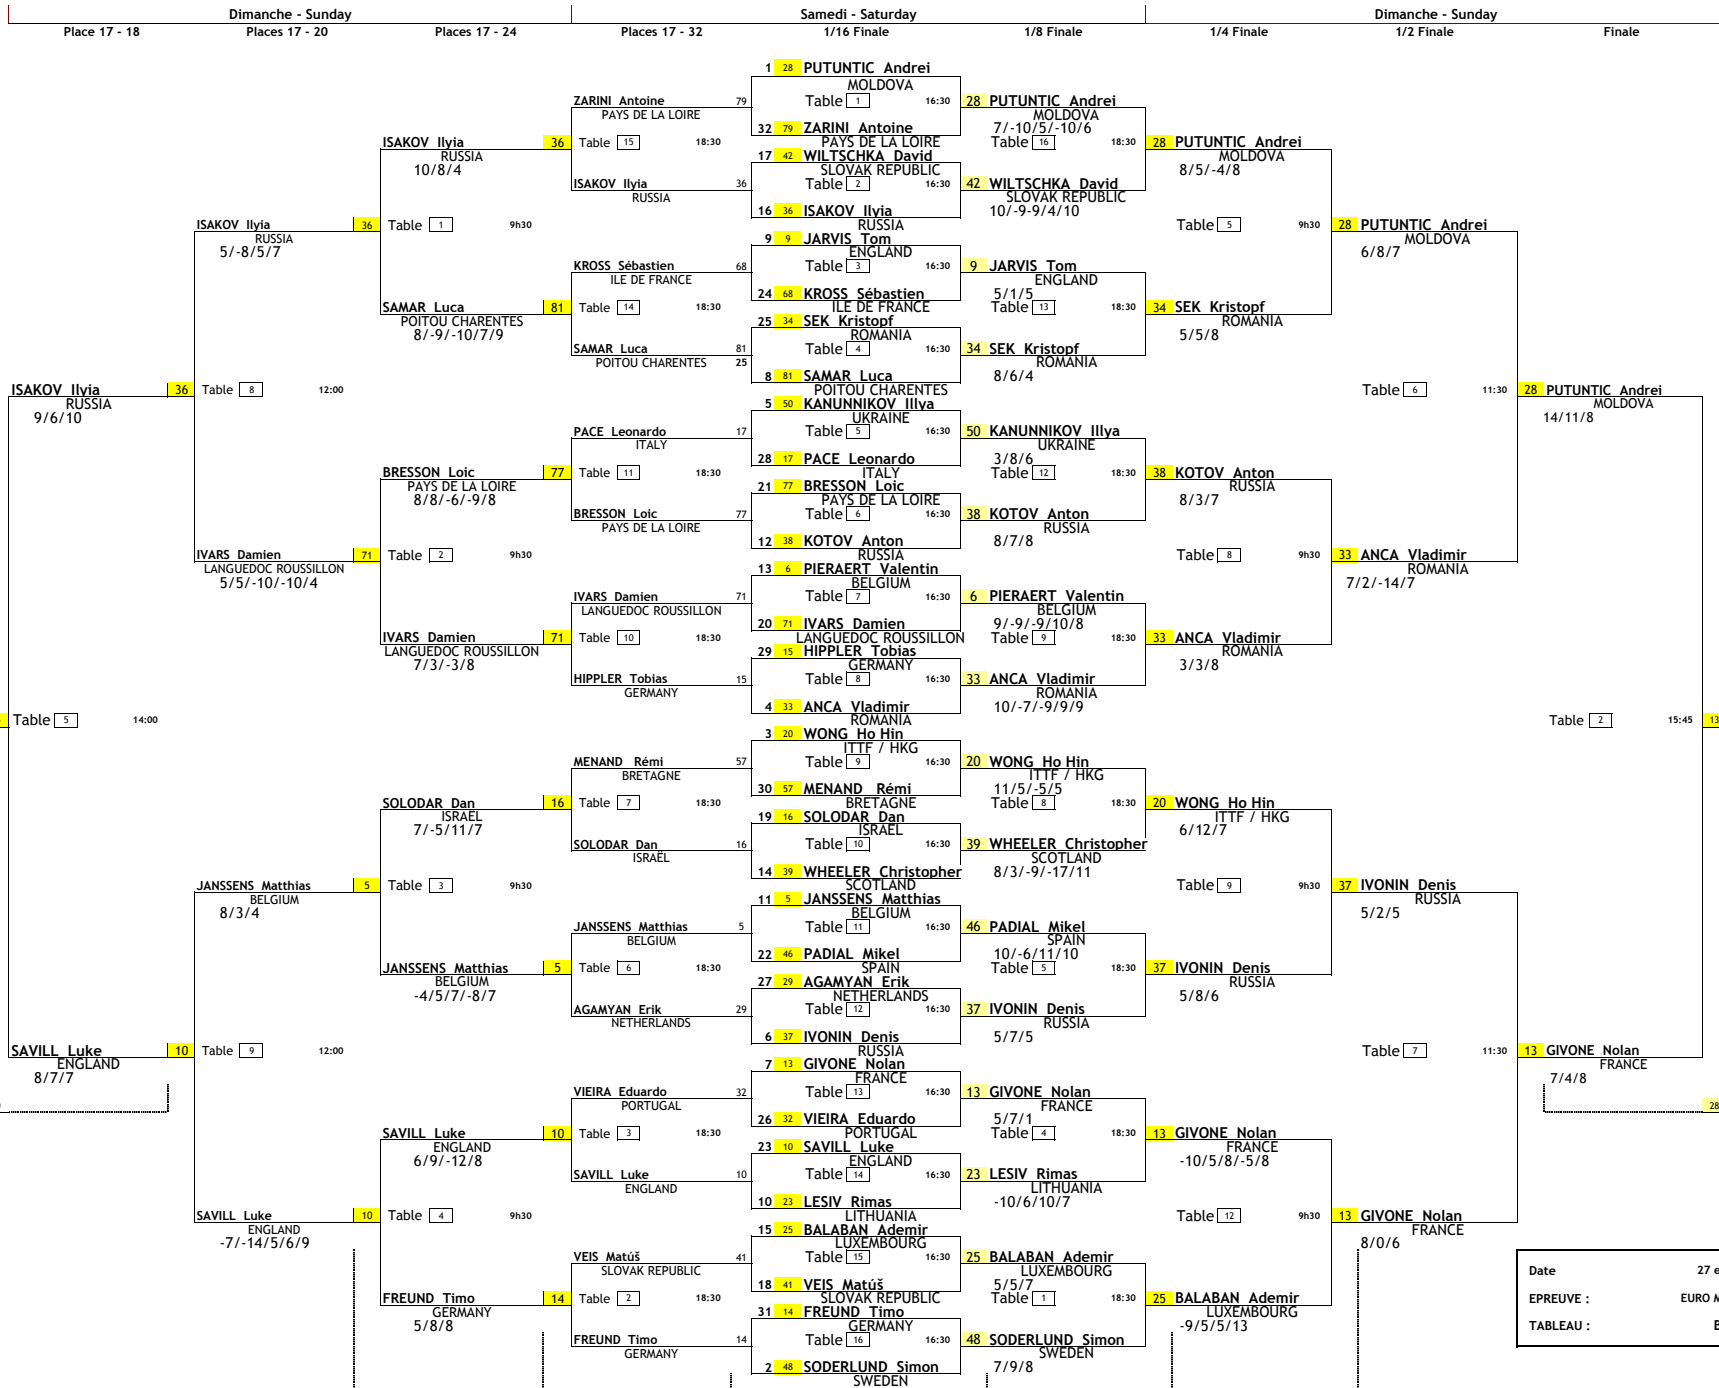 Dimanche - Sunday
Samedi - Saturday
Dimanche - Sunday
Place 17 - 18
Places 17 - 20
Places 17 - 24
Places 17 - 32
1/16 Finale
1/8 Finale
1/4 Finale
1/2 Finale
Finale
ISAKOV Ilyia 36
RUSSIA
9/6/10
Table 5 14:00
SAVILL Luke 10
ENGLAND
8/7/7
ISAKOV Ilyia 36
RUSSIA
5/-8/5/7
Table 8 12:00
IVARS Damien 71
LANGUEDOC ROUSSILLON
5/5/-10/-10/4
JANSSENS Matthias 5
BELGIUM
8/3/4
Table 9 12:00
SAVILL Luke 10
ENGLAND
-7/-14/5/6/9
ISAKOV Ilyia 36
RUSSIA
10/8/4
Table 1 9h30
SAMAR Luca 81
POITOU CHARENTES
8/-9/-10/7/9
BRESSON Loic 77
PAYS DE LA LOIRE
8/8/-6/-9/8
Table 2 9h30
IVARS Damien 71
LANGUEDOC ROUSSILLON
7/3/-3/8
SOLODAR Dan 16
ISRAËL
7/-5/11/7
Table 3 9h30
JANSSENS Matthias 5
BELGIUM
-4/5/7/-8/7
SAVILL Luke 10
ENGLAND
6/9/-12/8
Table 4 9h30
FREUND Timo 14
GERMANY
5/8/8
ZARINI Antoine 79
PAYS DE LA LOIRE
Table 15 18:30
ISAKOV Ilyia 36
RUSSIA
KROSS Sébastien 68
ILE DE FRANCE
Table 14 18:30
SAMAR Luca 81
POITOU CHARENTES 25
PACE Leonardo 17
ITALY
Table 11 18:30
BRESSON Loic 77
PAYS DE LA LOIRE
IVARS Damien 71
LANGUEDOC ROUSSILLON
Table 10 18:30
HIPPLER Tobias 15
GERMANY
MENAND Rémi 57
BRETAGNE
Table 7 18:30
SOLODAR Dan 16
ISRAËL
JANSSENS Matthias 5
BELGIUM
Table 6 18:30
AGAMYAN Erik 29
NETHERLANDS
VIEIRA Eduardo 32
PORTUGAL
Table 3 18:30
SAVILL Luke 10
ENGLAND
VEIS Matúš 41
SLOVAK REPUBLIC
Table 2 18:30
FREUND Timo 14
GERMANY
1 28 PUTUNTIC Andrei
MOLDOVA
Table 1 16:30
32 79 ZARINI Antoine
PAYS DE LA LOIRE
17 42 WILTSCHKA David
SLOVAK REPUBLIC
Table 2 16:30
16 36 ISAKOV Ilyia
RUSSIA
9 9 JARVIS Tom
ENGLAND
Table 3 16:30
24 68 KROSS Sébastien
ILE DE FRANCE
25 34 SEK Kristopf
ROMANIA
Table 4 16:30
8 81 SAMAR Luca
POITOU CHARENTES
5 50 KANUNNIKOV Illya
UKRAINE
Table 5 16:30
28 17 PACE Leonardo
ITALY
21 77 BRESSON Loic
PAYS DE LA LOIRE
Table 6 16:30
12 38 KOTOV Anton
RUSSIA
13 6 PIERAERT Valentin
BELGIUM
Table 7 16:30
20 71 IVARS Damien
LANGUEDOC ROUSSILLON
29 15 HIPPLER Tobias
GERMANY
Table 8 16:30
4 33 ANCA Vladimir
ROMANIA
3 20 WONG Ho Hin
ITTF / HKG
Table 9 16:30
30 57 MENAND Rémi
BRETAGNE
19 16 SOLODAR Dan
ISRAËL
Table 10 16:30
14 39 WHEELER Christopher
SCOTLAND
11 5 JANSSENS Matthias
BELGIUM
Table 11 16:30
22 46 PADIAL Mikel
SPAIN
27 29 AGAMYAN Erik
NETHERLANDS
Table 12 16:30
6 37 IVONIN Denis
RUSSIA
7 13 GIVONE Nolan
FRANCE
Table 13 16:30
26 32 VIEIRA Eduardo
PORTUGAL
23 10 SAVILL Luke
ENGLAND
Table 14 16:30
10 23 LESIV Rimas
LITHUANIA
15 25 BALABAN Ademir
LUXEMBOURG
Table 15 16:30
18 41 VEIS Matúš
SLOVAK REPUBLIC
31 14 FREUND Timo
GERMANY
Table 16 16:30
2 48 SODERLUND Simon
SWEDEN
28 PUTUNTIC Andrei
MOLDOVA
7/-10/5/-10/6
Table 16 18:30
42 WILTSCHKA David
SLOVAK REPUBLIC
10/-9-9/4/10
9 JARVIS Tom
ENGLAND
5/1/5
Table 13 18:30
34 SEK Kristopf
ROMANIA
8/6/4
50 KANUNNIKOV Illya
UKRAINE
3/8/6
Table 12 18:30
38 KOTOV Anton
RUSSIA
8/7/8
6 PIERAERT Valentin
BELGIUM
9/-9/-9/10/8
Table 9 18:30
33 ANCA Vladimir
ROMANIA
10/-7/-9/9/9
20 WONG Ho Hin
ITTF / HKG
11/5/-5/5
Table 8 18:30
39 WHEELER Christopher
SCOTLAND
8/3/-9/-17/11
46 PADIAL Mikel
SPAIN
10/-6/11/10
Table 5 18:30
37 IVONIN Denis
RUSSIA
5/7/5
13 GIVONE Nolan
FRANCE
5/7/1
Table 4 18:30
23 LESIV Rimas
LITHUANIA
-10/6/10/7
25 BALABAN Ademir
LUXEMBOURG
5/5/7
Table 1 18:30
48 SODERLUND Simon
SWEDEN
7/9/8
28 PUTUNTIC Andrei
MOLDOVA
8/5/-4/8
Table 5 9h30
34 SEK Kristopf
ROMANIA
5/5/8
38 KOTOV Anton
RUSSIA
8/3/7
Table 8 9h30
33 ANCA Vladimir
ROMANIA
3/3/8
20 WONG Ho Hin
ITTF / HKG
6/12/7
Table 9 9h30
37 IVONIN Denis
RUSSIA
5/8/6
13 GIVONE Nolan
FRANCE
-10/5/8/-5/8
Table 12 9h30
25 BALABAN Ademir
LUXEMBOURG
-9/5/5/13
28 PUTUNTIC Andrei
MOLDOVA
6/8/7
Table 6 11:30
33 ANCA Vladimir
ROMANIA
7/2/-14/7
37 IVONIN Denis
RUSSIA
5/2/5
Table 7 11:30
13 GIVONE Nolan
FRANCE
8/0/6
28 PUTUNTIC Andrei
MOLDOVA
14/11/8
Table 2 15:45 13
13 GIVONE Nolan
FRANCE
7/4/8
28
Date 27 e
EPREUVE : EURO M
TABLEAU : B